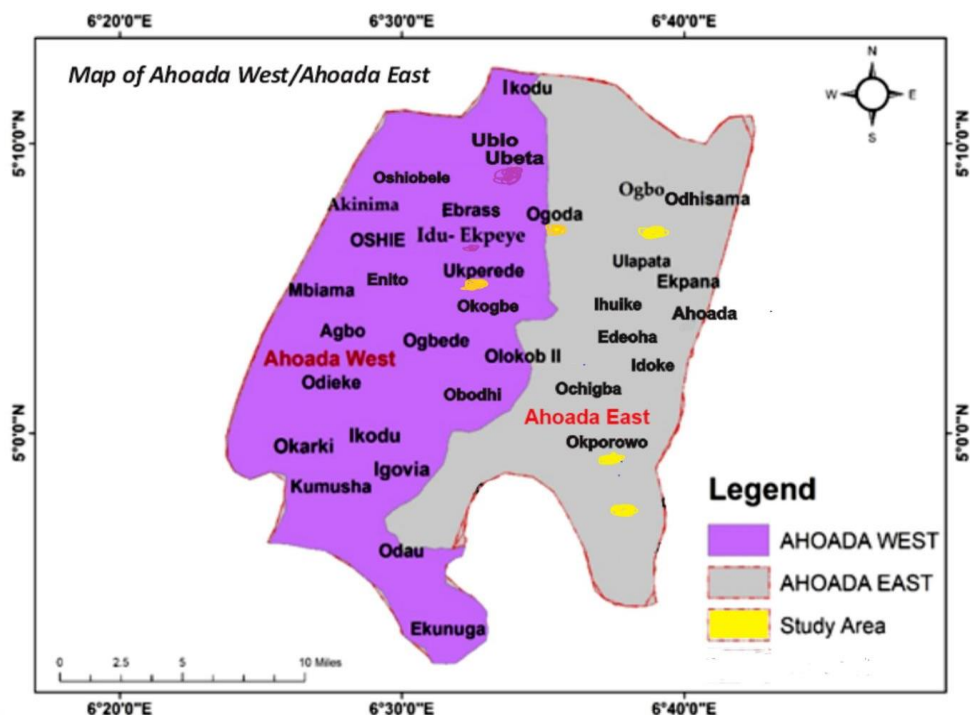 6°20'0"E 6°30'0"E 6°40'0"E
Map of Ahoada West/Ahoada East
N
W E
S
Ikodu
5°10'0"N 5°10'0"N
Ublo
Ubeta
Oshiobele
Ogbo
Odhisama
Akinima
Ebrass
Ogoda
OSHIE
Idu- Ekpeye
Ulapata
Ukperede
Enito
Ekpana
Mbiama
Okogbe
Ihuike
Ahoada
Agbo
Ogbede
Edeoha
Ahoada West
Olokob II
Idoke
Odieke
Obodhi
Ochigba
Ahoada East
5°0'0"N 5°0'0"N
Okarki
Ikodu
Okporowo
Igovia
Kumusha
Legend
AHOADA WEST
Odau
AHOADA EAST
Ekunuga
Study Area
0 2.5 5 10 Miles
6°20'0"E 6°30'0"E 6°40'0"E